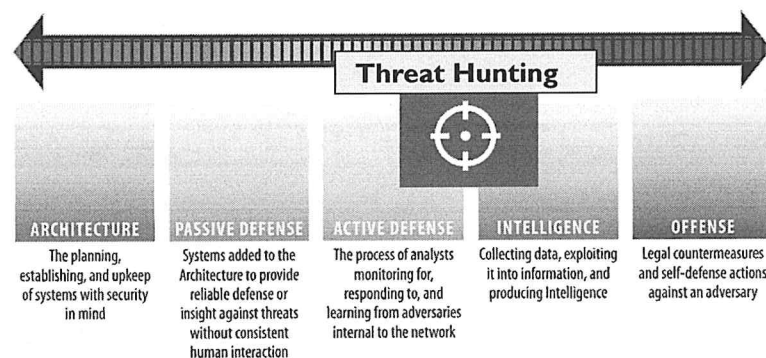 Threat Hunting
ARCHITECTURE
The planning,
establishing, and upkeep
of systems with security
in mind
PASSIVE DEFENSE
Systems added to the
Architecture to provide
reliable defense or
insight against threats
without consistent
human interaction
ACTIVE DEFENSE
The process of analysts
monitoring for,
responding to, and
learning from adversaries
internal to the network
INTELLIGENCE
Collecting data, exploiting
it into information, and
producing Intelligence
OFFENSE
Legal countermeasures
and self-defense actions
against an adversary